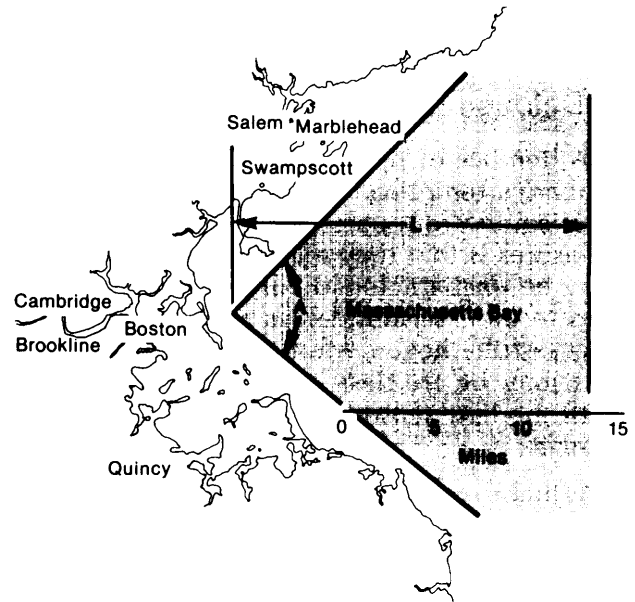 Salem
Marblehead
Swampscott
L
Cambridge
Boston
Brookline
A
Massachusetts Bay
0 5 10 15
Miles
Quincy